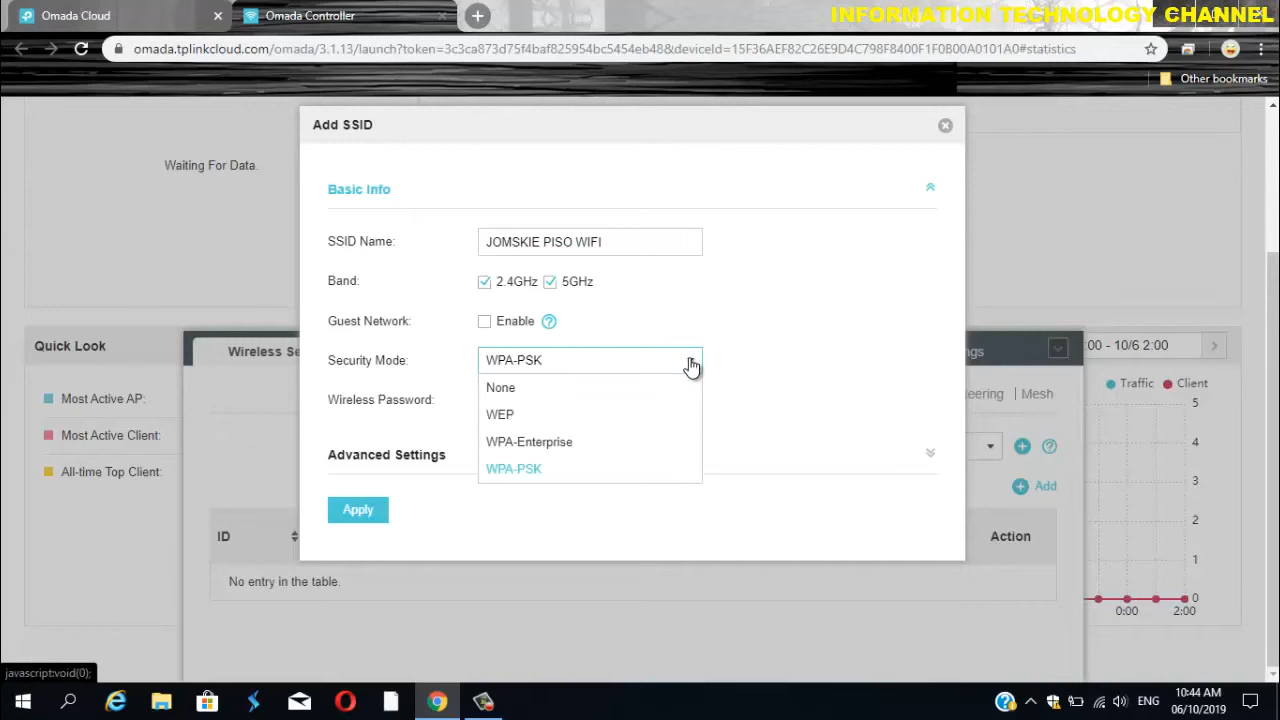 Omada Cloud
Omada Controller
INFORMATION TECHNOLOGY CHANNEL
omada.tplinkcloud.com/omada/3.1.13/launch?token=3c3ca873d75f4baf825954bc5454eb48&deviceId=15F36AEF82C26E9D4C798F8400F1F0B00A0101A0#statistics
Other bookmarks
Add SSID
Waiting For Data.
Basic Info
SSID Name:
JOMSKIE PISO WIFI
Band:
2.4GHz
5GHz
Guest Network:
Enable
Quick Look
Wireless Se
Security Mode:
WPA-PSK
None
WEP
WPA-Enterprise
WPA-PSK
ngs
:00 - 10/6 2:00
Most Active AP:
Wireless Password:
eering | Mesh
Traffic
Client
5
Most Active Client:
Advanced Settings
4
All-time Top Client:
3
Add
Apply
2
ID
Action
1
No entry in the table.
0
0:00
2:00
javascript:void(0);
ENG
10:44 AM
06/10/2019